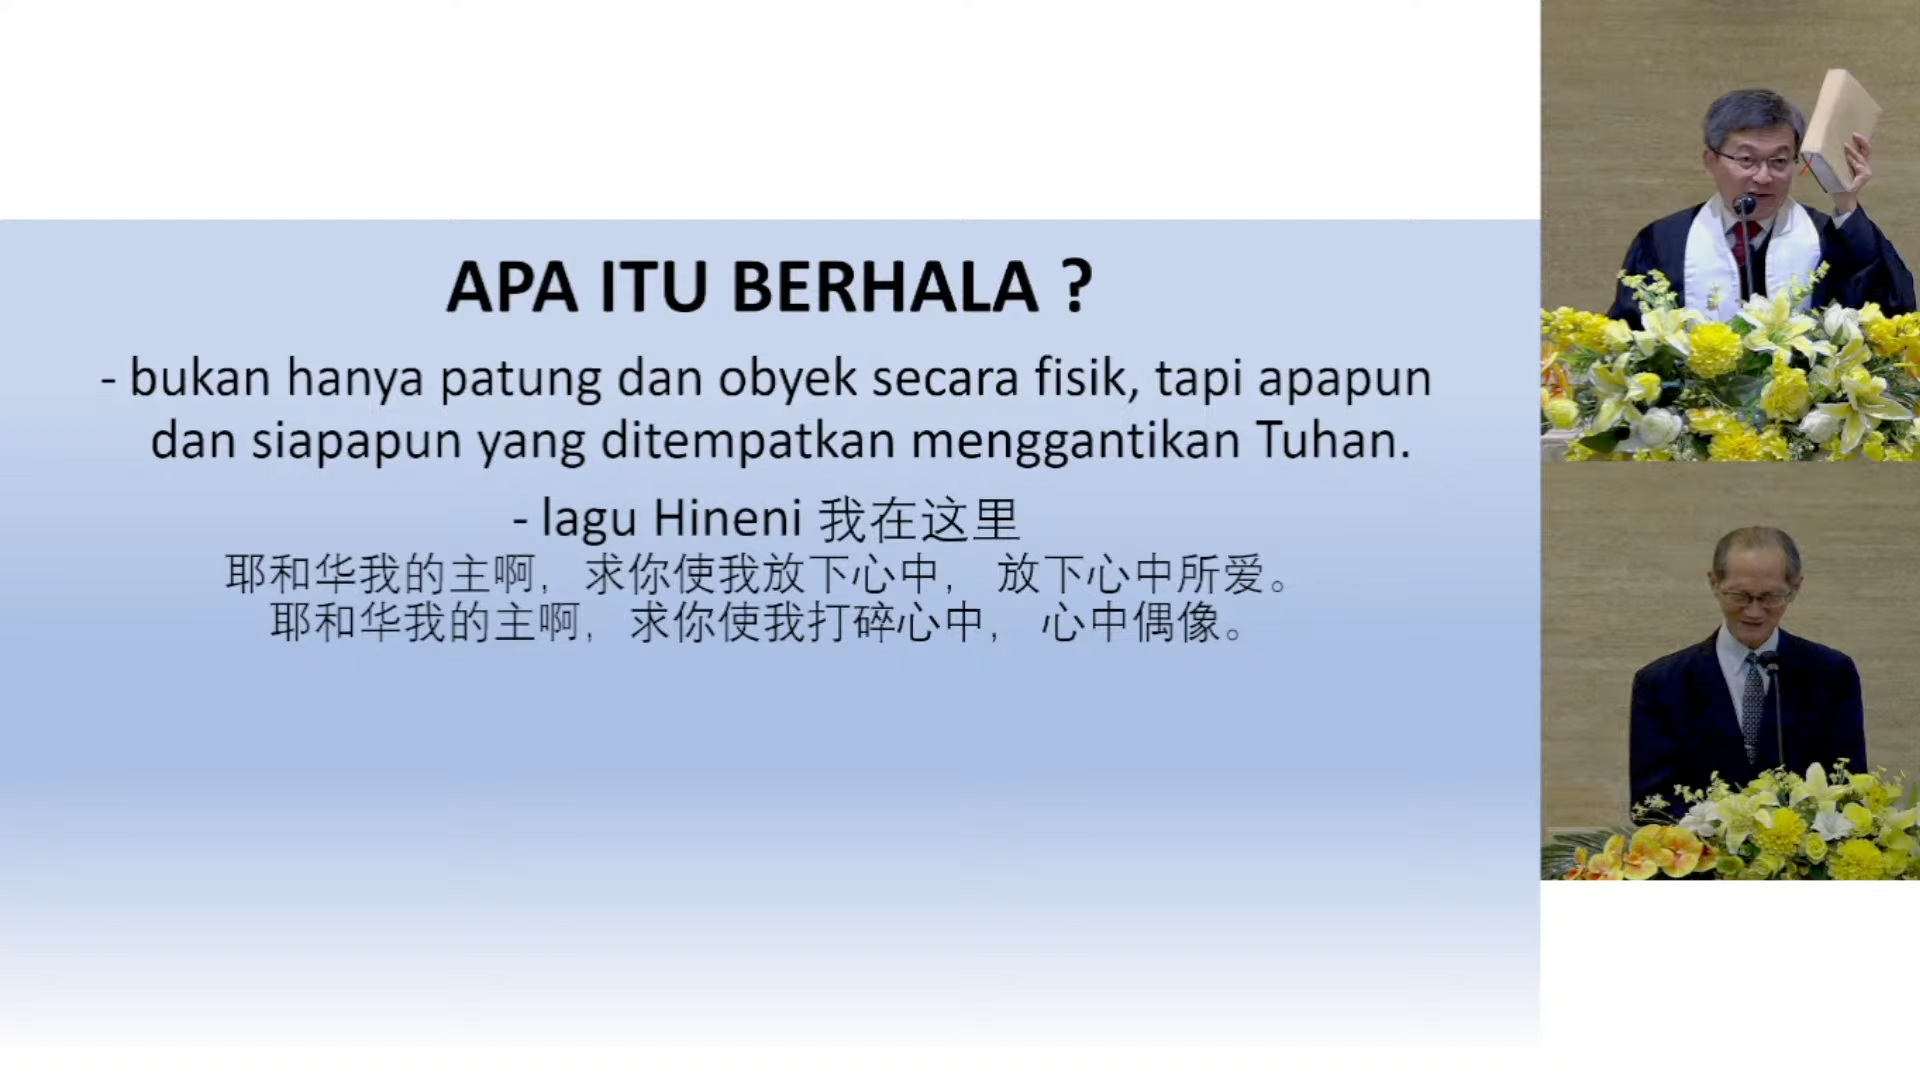 APA ITU BERHALA ?
- bukan hanya patung dan obyek secara fisik, tapi apapun
dan siapapun yang ditempatkan menggantikan Tuhan.
- lagu Hineni 我在这里
耶和华我的主啊，求你使我放下心中，放下心中所爱。
耶和华我的主啊，求你使我打碎心中，心中偶像。